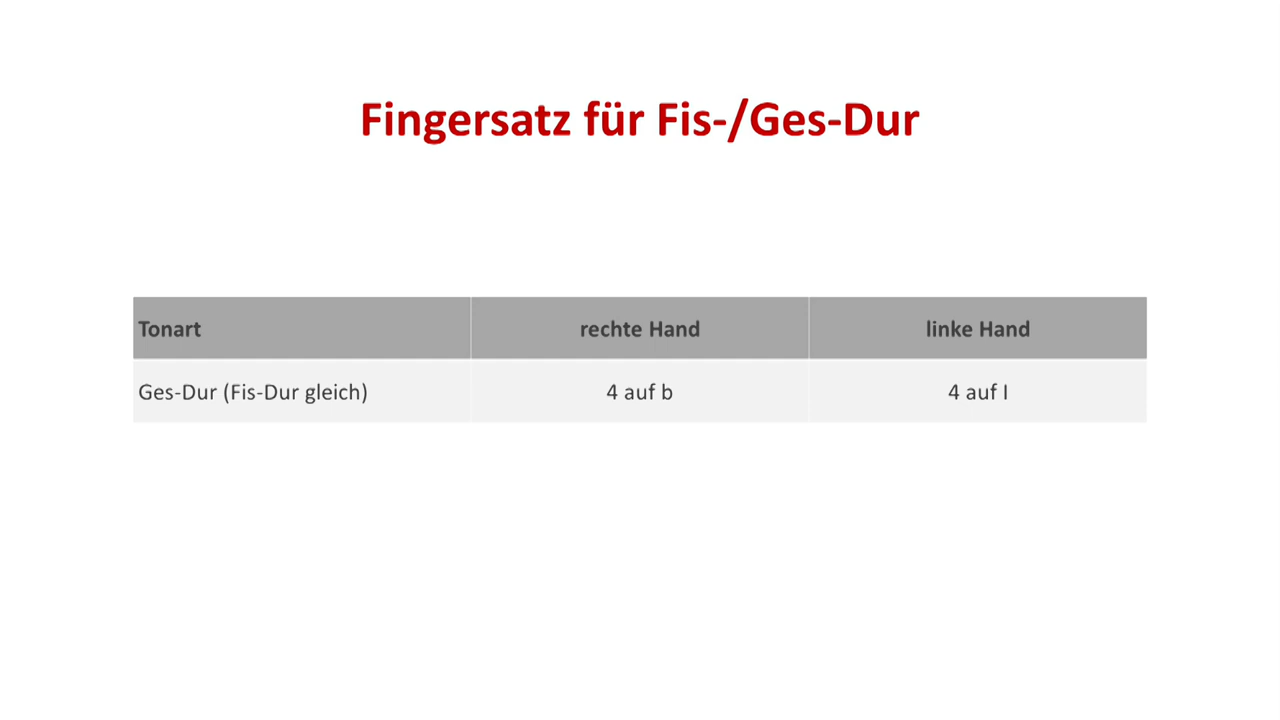 Fingersatz für Fis-/Ges-Dur
Tonart rechte Hand linke Hand
Ges-Dur (Fis-Dur gleich) 4 auf b 4 auf I